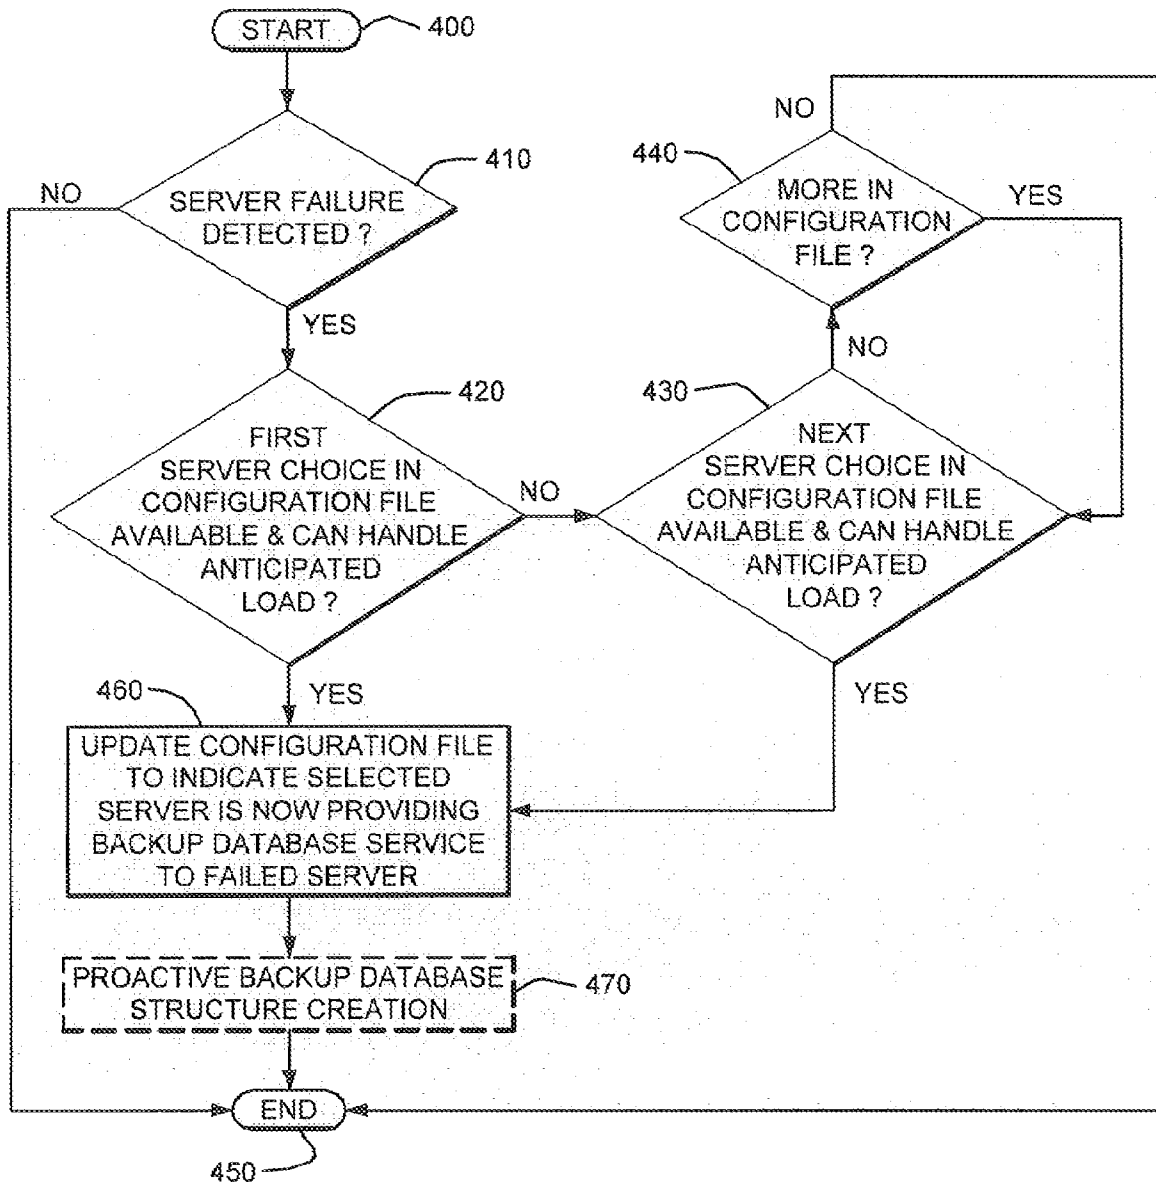 START
400
NO
410
SERVER FAILURE
DETECTED ?
YES
420
FIRST
SERVER CHOICE IN
CONFIGURATION FILE
AVAILABLE & CAN HANDLE
ANTICIPATED
LOAD ?
NO
YES
NO
440
MORE IN
CONFIGURATION
FILE ?
YES
NO
430
NEXT
SERVER CHOICE IN
CONFIGURATION FILE
AVAILABLE & CAN HANDLE
ANTICIPATED
LOAD ?
YES
460
UPDATE CONFIGURATION FILE
TO INDICATE SELECTED
SERVER IS NOW PROVIDING
BACKUP DATABASE SERVICE
TO FAILED SERVER
PROACTIVE BACKUP DATABASE
STRUCTURE CREATION
470
END
450